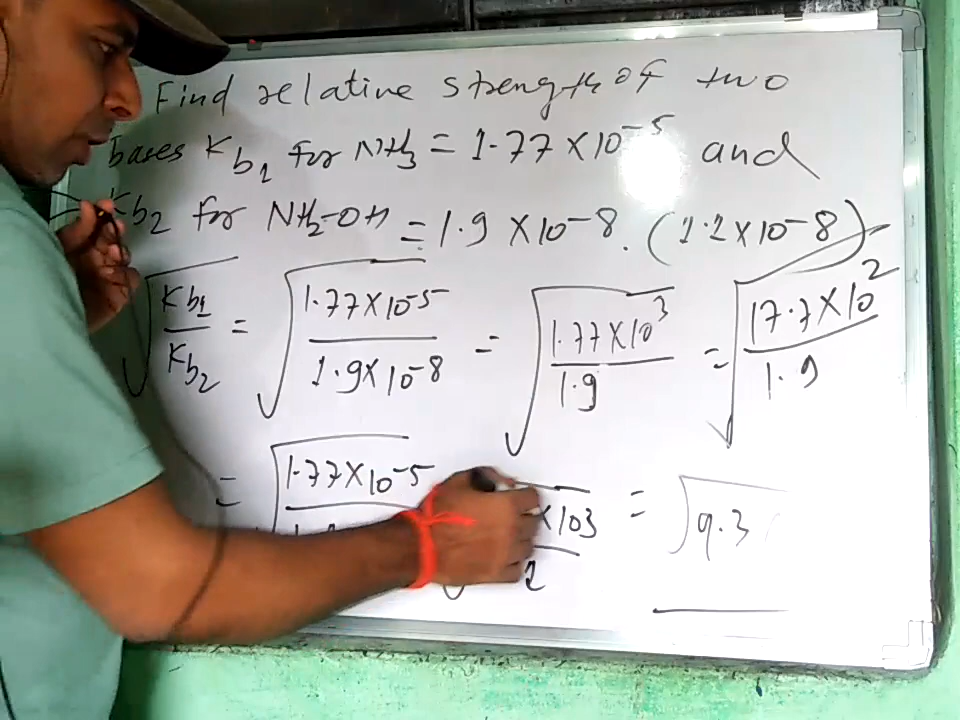 Find relative strength of two
bases Kb1 for NH3 = 1.77 × 10^-5 and
Kb2 for NH2-OH = 1.9 × 10^-8. (1.1 × 10^-8)
√(Kb1/Kb2) = √(1.77×10^-5 / 1.9×10^-8) = √(1.77×10^3 / 1.9) = √(17.7×10^2 / 1.9)
= √ 1.77×10^-5 √ ×103 / 2 = √9.3